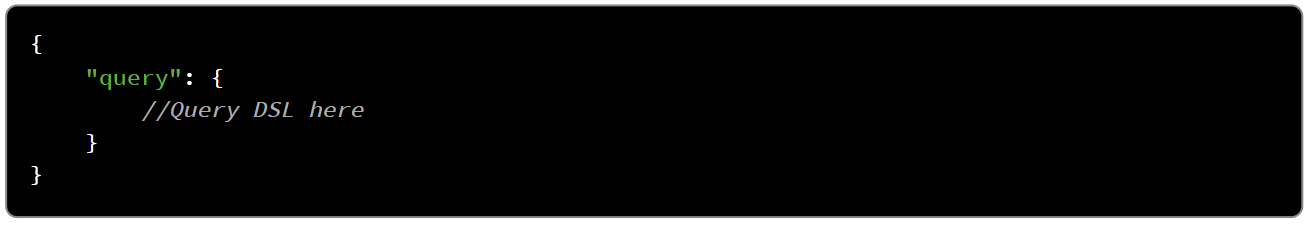 {
    "query": {
        //Query DSL here
    }
}